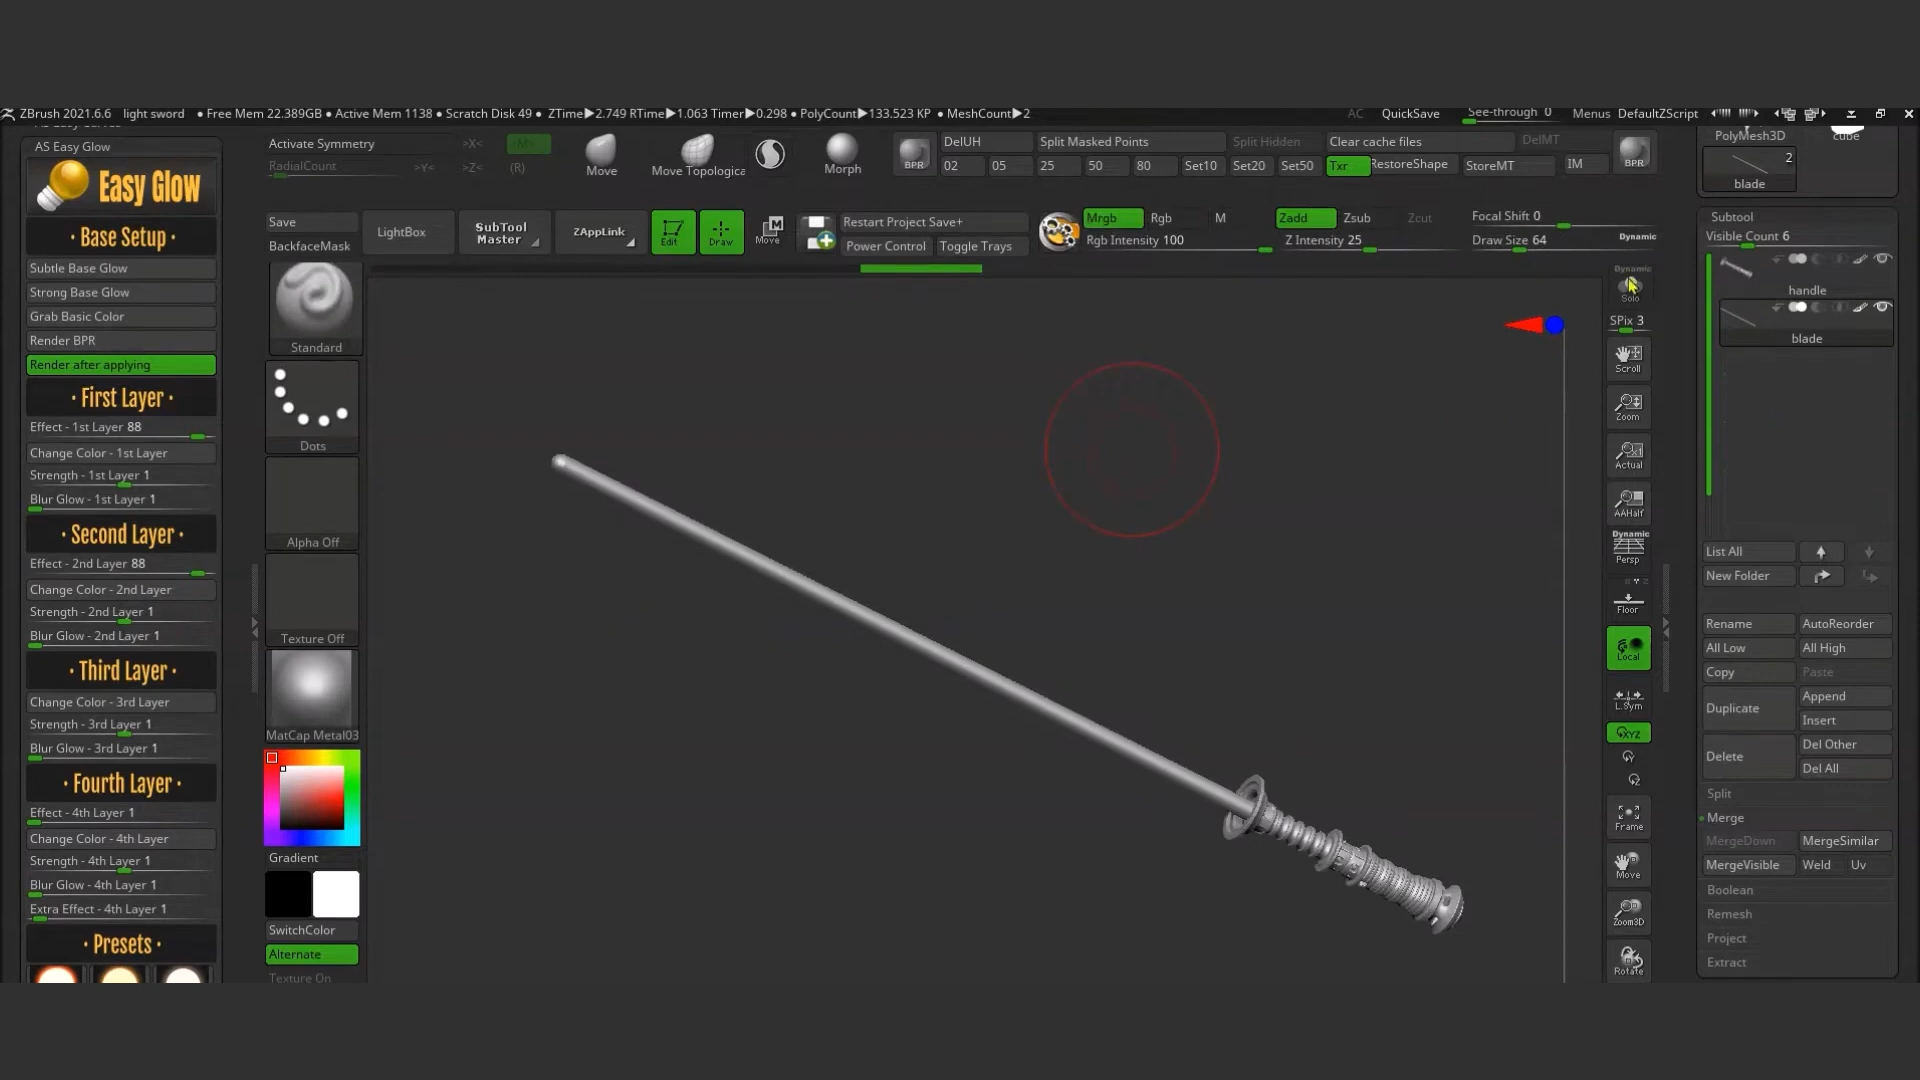 ZBrush 2021.6.6 light sword • Free Mem 22.389GB • Active Mem 1138 • Scratch Disk 49 • ZTime▶2.749 RTime▶1.063 Timer▶0.298 • PolyCount▶133.523 KP • MeshCount▶2 AC QuickSave See-through 0 Menus DefaultZScript
AS Easy Glow
Easy Glow
· Base Setup ·
Subtle Base Glow
Strong Base Glow
Grab Basic Color
Render BPR
Render after applying
· First Layer ·
Effect - 1st Layer 88
Change Color - 1st Layer
Strength - 1st Layer 1
Blur Glow - 1st Layer 1
· Second Layer ·
Effect - 2nd Layer 88
Change Color - 2nd Layer
Strength - 2nd Layer 1
Blur Glow - 2nd Layer 1
· Third Layer ·
Change Color - 3rd Layer
Strength - 3rd Layer 1
Blur Glow - 3rd Layer 1
· Fourth Layer ·
Effect - 4th Layer 1
Change Color - 4th Layer
Strength - 4th Layer 1
Blur Glow - 4th Layer 1
Extra Effect - 4th Layer 1
· Presets ·
Activate Symmetry >X< >M<
RadialCount >Y< >Z< (R)
Move
Move Topologica
Morph
BPR
DelUH Split Masked Points Split Hidden Clear cache files DelMT
02 05 25 50 80 Set10 Set20 Set50 Txr RestoreShape StoreMT IM
BPR
Save
BackfaceMask
LightBox
SubTool
Master
ZAppLink
Edit
Draw
Move
Restart Project Save+
Power Control Toggle Trays
Mrgb Rgb M
Rgb Intensity 100
Zadd Zsub Zcut
Z Intensity 25
Focal Shift 0
Draw Size 64 Dynamic
Standard
Dots
Alpha Off
Texture Off
MatCap Metal03
Gradient
SwitchColor
Alternate
Texture On
Dynamic
Solo
SPix 3
Scroll
Zoom
Actual
AAHalf
Dynamic
Persp
Floor
Local
L.Sym
XYZ
Frame
Move
Zoom3D
Rotate
PolyMesh3D cube
2
blade
Subtool
Visible Count 6
handle
blade
List All
New Folder
Rename AutoReorder
All Low All High
Copy Paste
Duplicate Append
Insert
Delete Del Other
Del All
Split
Merge
MergeDown MergeSimilar
MergeVisible Weld Uv
Boolean
Remesh
Project
Extract